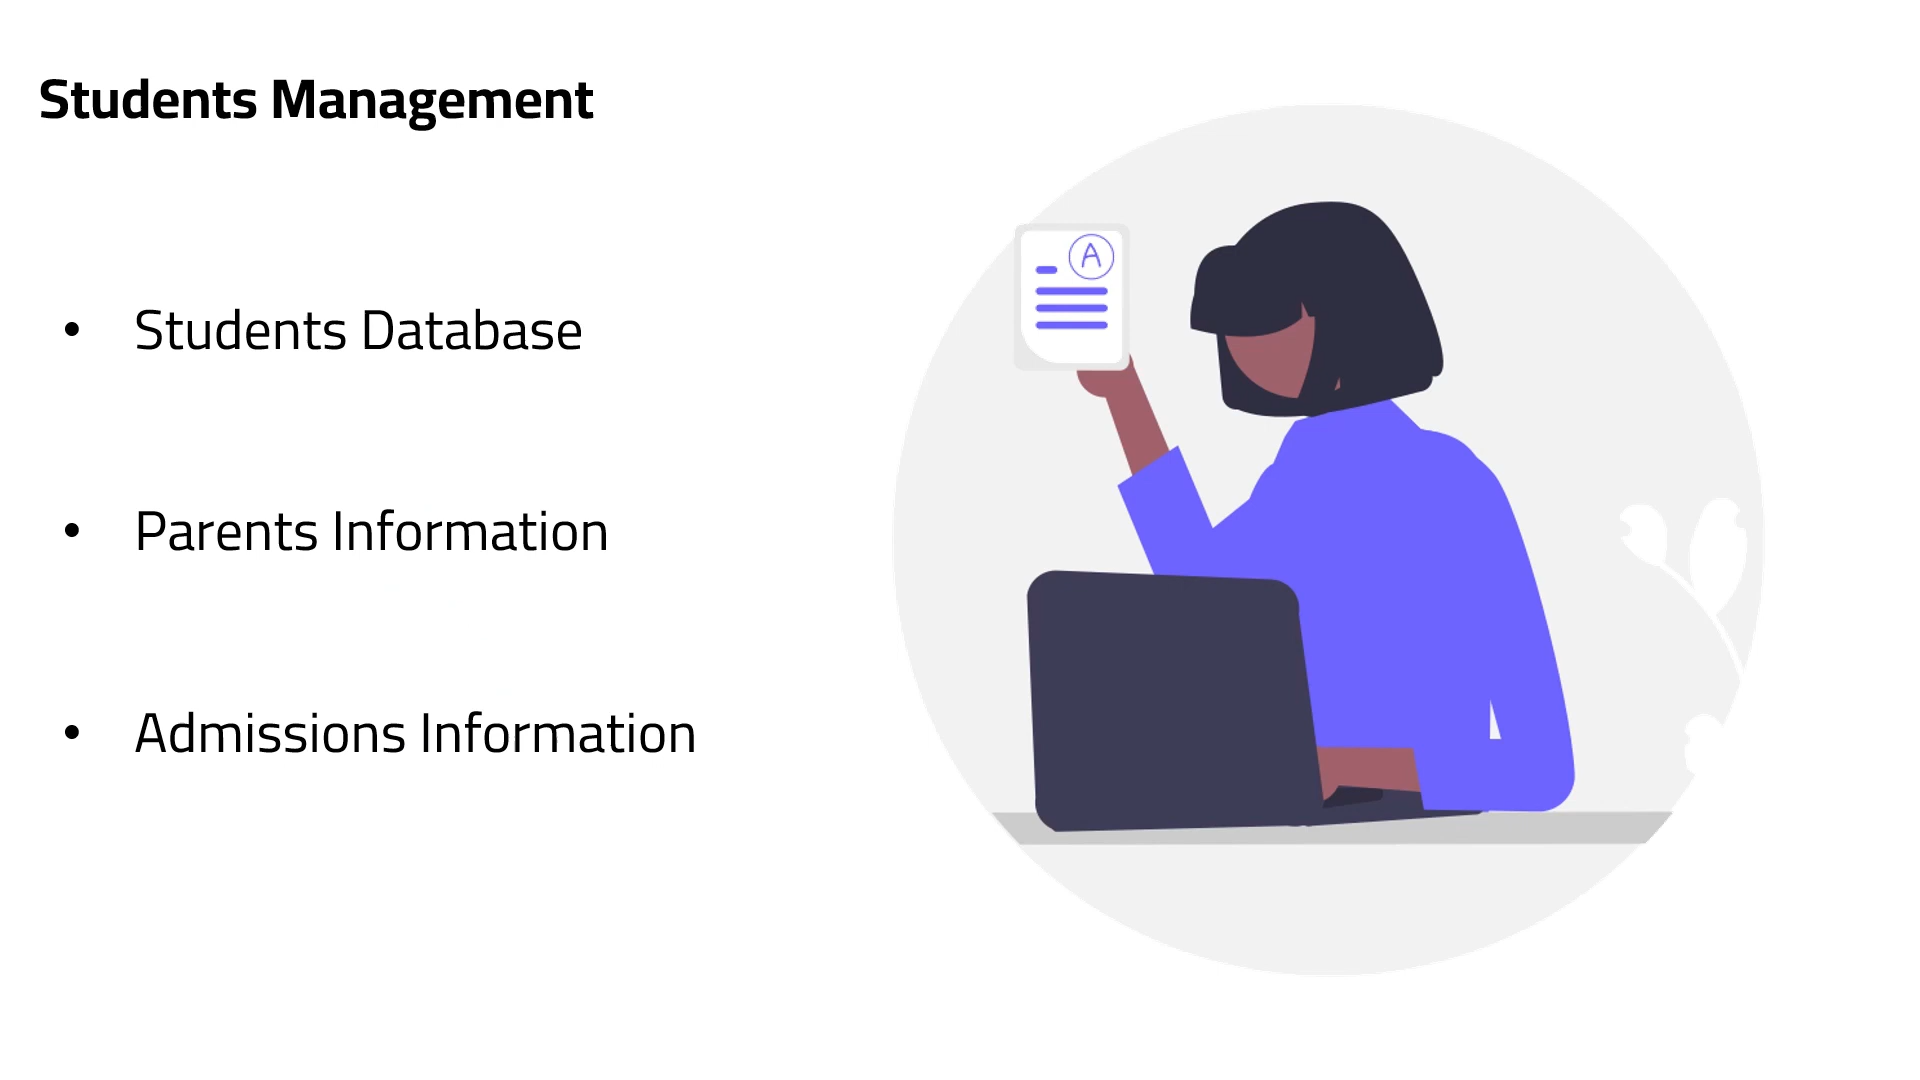 Students Management
• Students Database
• Parents Information
• Admissions Information
A